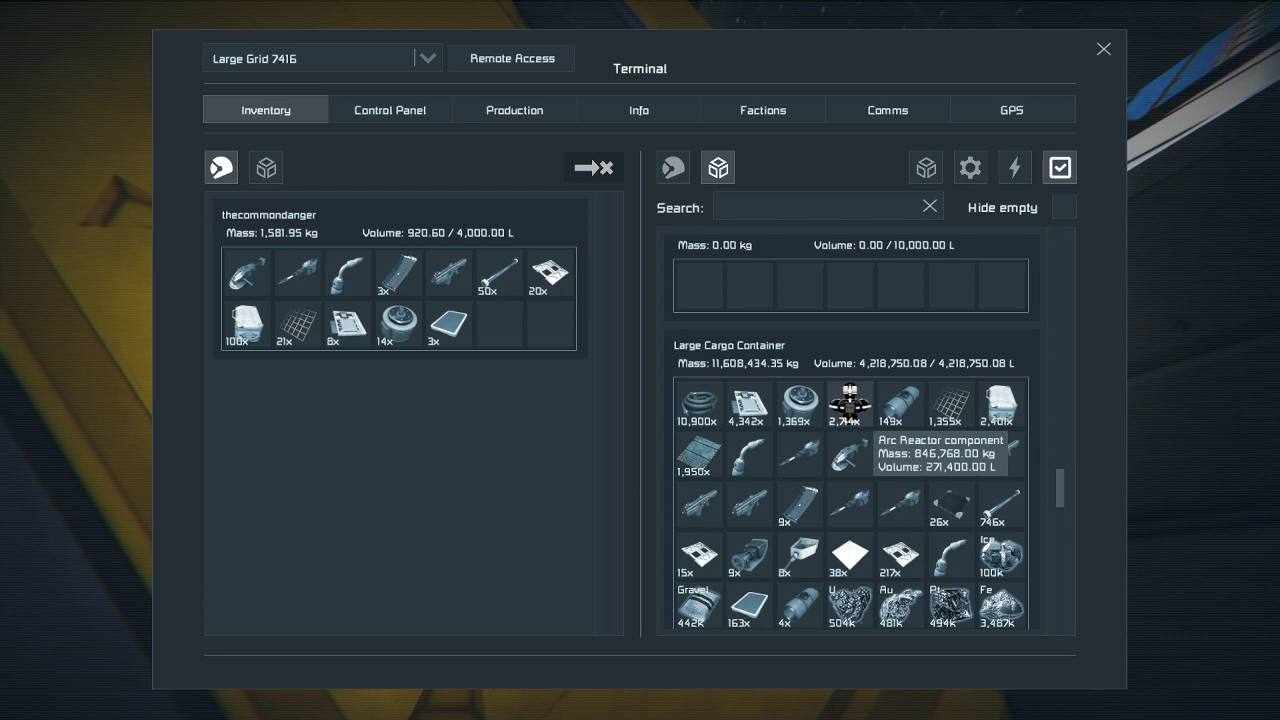 Large Grid 7416
Remote Access
Terminal
Inventory
Control Panel
Production
Info
Factions
Comms
GPS
thecommondanger
Mass: 1,581.95 kg
Volume: 920.60 / 4,000.00 L
3x
50x
20x
100x
21x
8x
14x
3x
Search:
Hide empty
Mass: 0.00 kg
Volume: 0.00 / 10,000.00 L
Large Cargo Container
Mass: 11,608,434.35 kg
Volume: 4,218,750.08 / 4,218,750.08 L
10,900x
4,342x
1,369x
2,714x
149x
1,355x
2,401x
Arc Reactor component
Mass: 846,768.00 kg
Volume: 271,400.00 L
1,950x
9x
26x
746x
15x
9x
8x
38x
217x
Ice
100k
Gravel
442k
163x
4x
U
504k
Au
481k
Pt
494k
Fe
3,487k